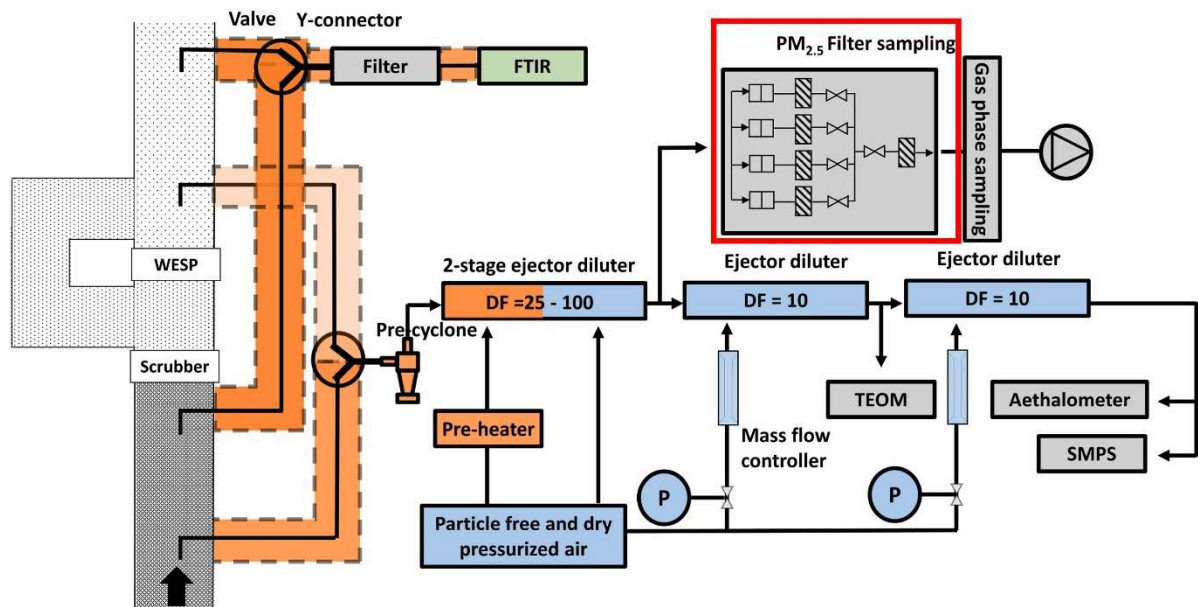 Valve Y-connector
Filter
FTIR
PM2.5 Filter sampling
Gas phase sampling
WESP
Scrubber
2-stage ejector diluter
DF =25 - 100
Ejector diluter
DF = 10
Ejector diluter
DF = 10
Pre-cyclone
Pre-heater
Mass flow
controller
TEOM
Aethalometer
SMPS
P
P
Particle free and dry
pressurized air